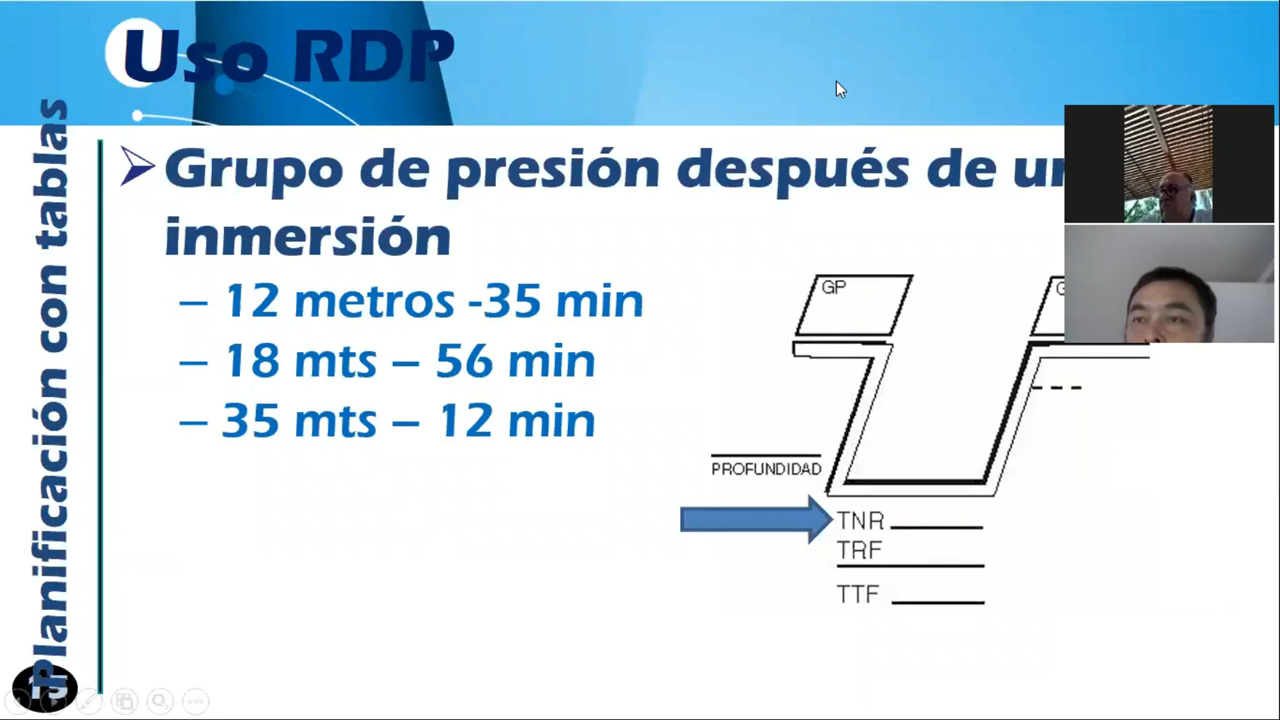 Uso RDP
Planificación con tablas
Grupo de presión después de
inmersión
– 12 metros -35 min
– 18 mts – 56 min
– 35 mts – 12 min
GP
PROFUNDIDAD
TNR
TRF
TTF